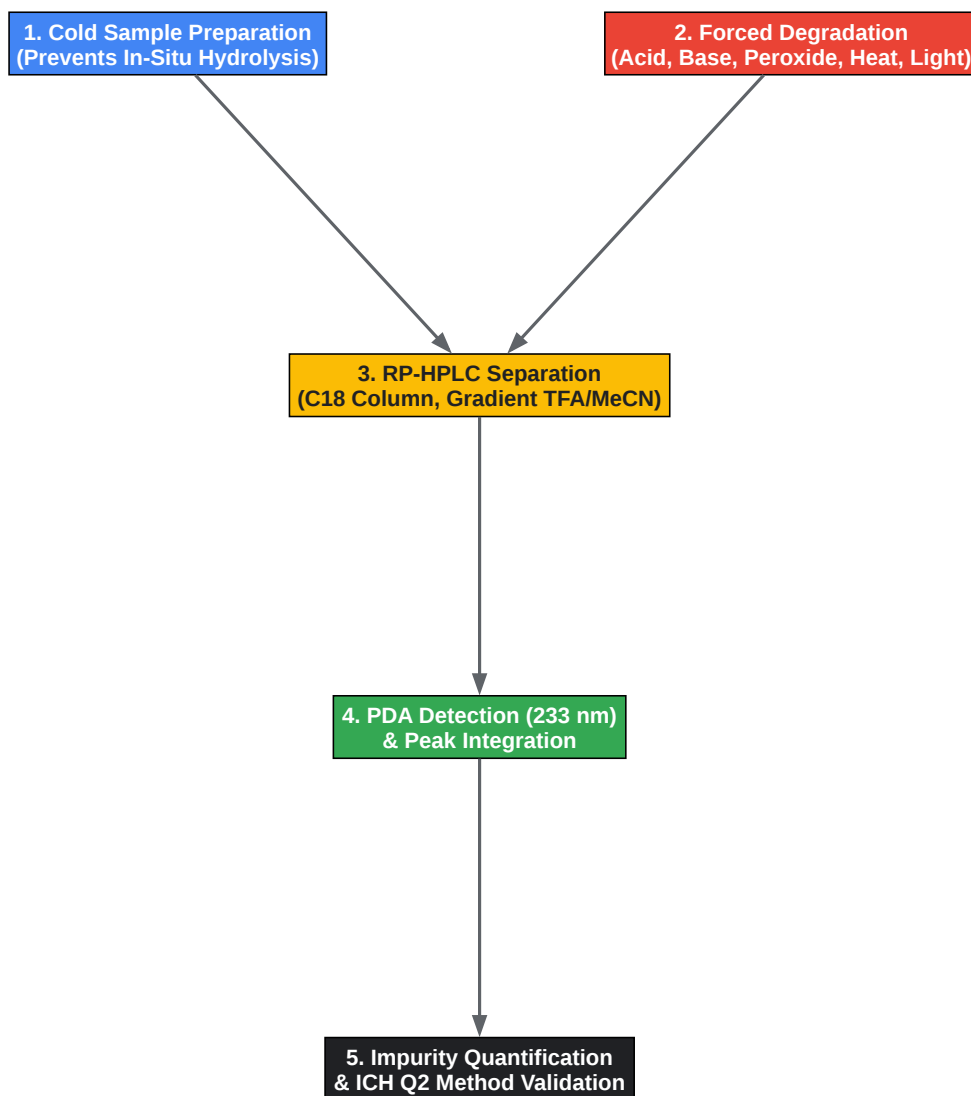 1. Cold Sample Preparation
(Prevents In-Situ Hydrolysis)
2. Forced Degradation
(Acid, Base, Peroxide, Heat, Light)
3. RP-HPLC Separation
(C18 Column, Gradient TFA/MeCN)
4. PDA Detection (233 nm)
& Peak Integration
5. Impurity Quantification
& ICH Q2 Method Validation